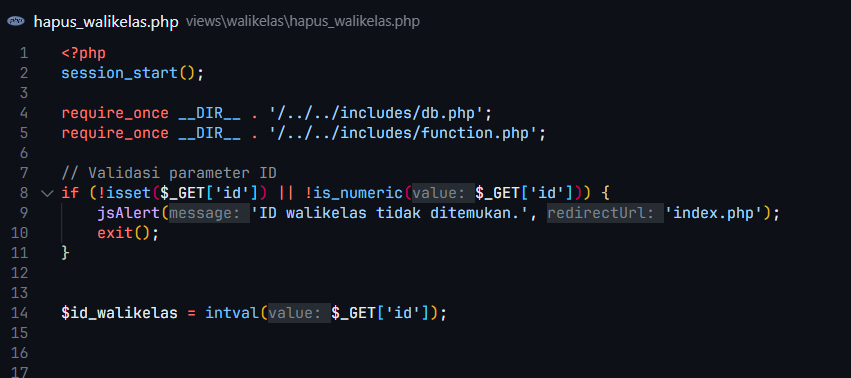 hapus_walikelas.php views\walikelas\hapus_walikelas.php
1 <?php
2 session_start();
3
4 require_once __DIR__ . '/../../includes/db.php';
5 require_once __DIR__ . '/../../includes/function.php';
6
7 // Validasi parameter ID
8 if (!isset($_GET['id']) || !is_numeric(value: $_GET['id'])) {
9 jsAlert(message: 'ID walikelas tidak ditemukan.', redirectUrl: 'index.php');
10 exit();
11 }
12
13
14 $id_walikelas = intval(value: $_GET['id']);
15
16
17